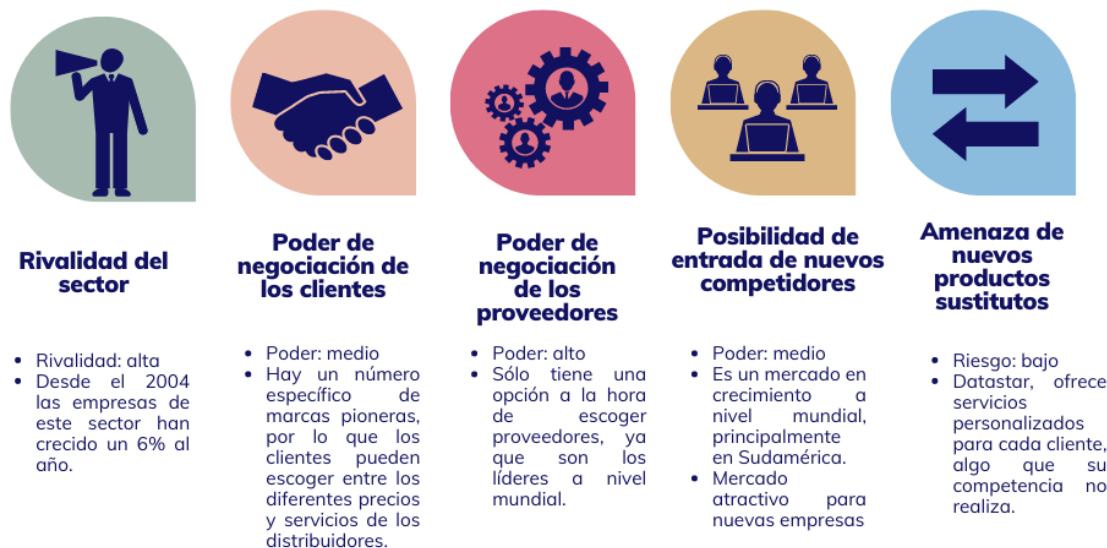 Rivalidad del
sector
Rivalidad: alta
Desde el 2004
las empresas de
este sector han
crecido un 6% al
año.
Poder de
negociación de
los clientes
Poder: medio
Hay un número
específico de
marcas pioneras,
por lo que los
clientes pueden
escoger entre los
diferentes precios
y servicios de los
distribuidores.
Poder de
negociación
de los
proveedores
Poder: alto
Sólo tiene una
opción a la hora
de escoger
proveedores, ya
que son los
líderes a nivel
mundial.
Posibilidad de
entrada de nuevos
competidores
Poder: medio
Es un mercado en
crecimiento a
nivel mundial,
principalmente
en Sudamérica.
Mercado
atractivo para
nuevas empresas
Amenaza de
nuevos
productos
sustitutos
Riesgo: bajo
Datastar, ofrece
servicios
personalizados
para cada cliente,
algo que su
competencia no
realiza.